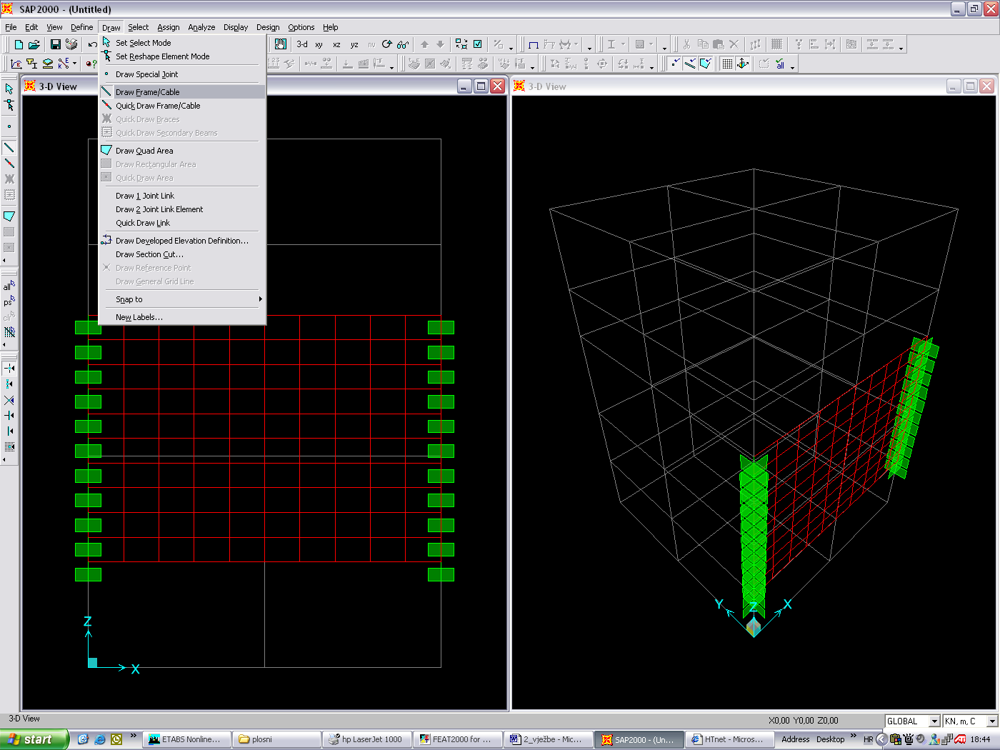 SAP2000 - (Untitled)
File Edit View Define Draw Select Assign Analyze Display Design Options Help
3-d xy xz yz nv
all
3-D View
3-D View
Set Select Mode
Set Reshape Element Mode
Draw Special Joint
Draw Frame/Cable
Quick Draw Frame/Cable
Quick Draw Braces
Quick Draw Secondary Beams
Draw Quad Area
Draw Rectangular Area
Quick Draw Area
Draw 1 Joint Link
Draw 2 Joint Link Element
Quick Draw Link
Draw Developed Elevation Definition...
Draw Section Cut...
Draw Reference Point
Draw General Grid Line
Snap to
New Labels...
all
ps
clr
Z
X
Y
Z
X
3-D View
X0,00 Y0,00 Z0,00
GLOBAL
KN, m, C
start
ETABS Nonline...
plosni
hp LaserJet 1000
FEAT2000 for ...
2_vježbe - Mic...
SAP2000 - (Un...
HTnet - Micros...
Address
Desktop
HR
18:44